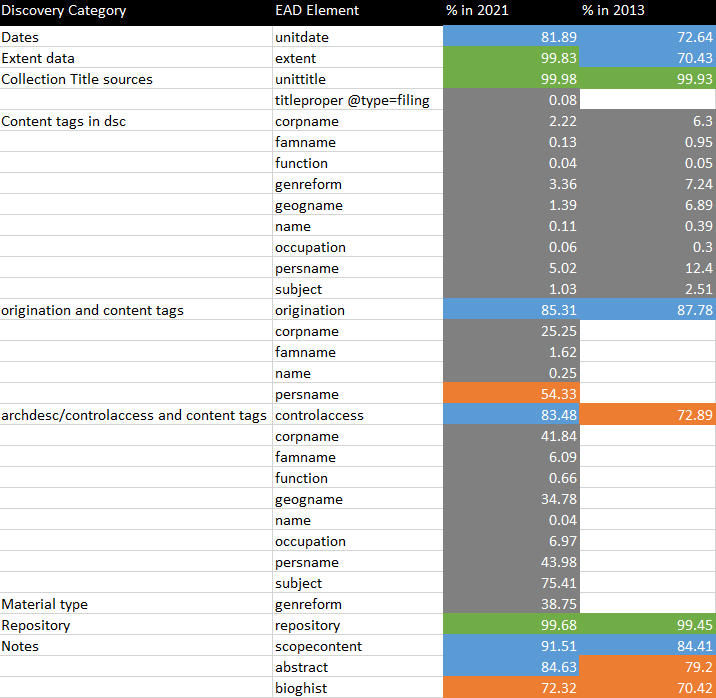 Discovery Category EAD Element % in 2021 % in 2013
Dates unitdate 81.89 72.64
Extent data extent 99.83 70.43
Collection Title sources unittitle 99.98 99.93
titleproper @type=filing 0.08
Content tags in dsc corpname 2.22 6.3
famname 0.13 0.95
function 0.04 0.05
genreform 3.36 7.24
geogname 1.39 6.89
name 0.11 0.39
occupation 0.06 0.3
persname 5.02 12.4
subject 1.03 2.51
origination and content tags origination 85.31 87.78
corpname 25.25
famname 1.62
name 0.25
persname 54.33
archdesc/controlaccess and content tags controlaccess 83.48 72.89
corpname 41.84
famname 6.09
function 0.66
geogname 34.78
name 0.04
occupation 6.97
persname 43.98
subject 75.41
Material type genreform 38.75
Repository repository 99.68 99.45
Notes scopecontent 91.51 84.41
abstract 84.63 79.2
bioghist 72.32 70.42